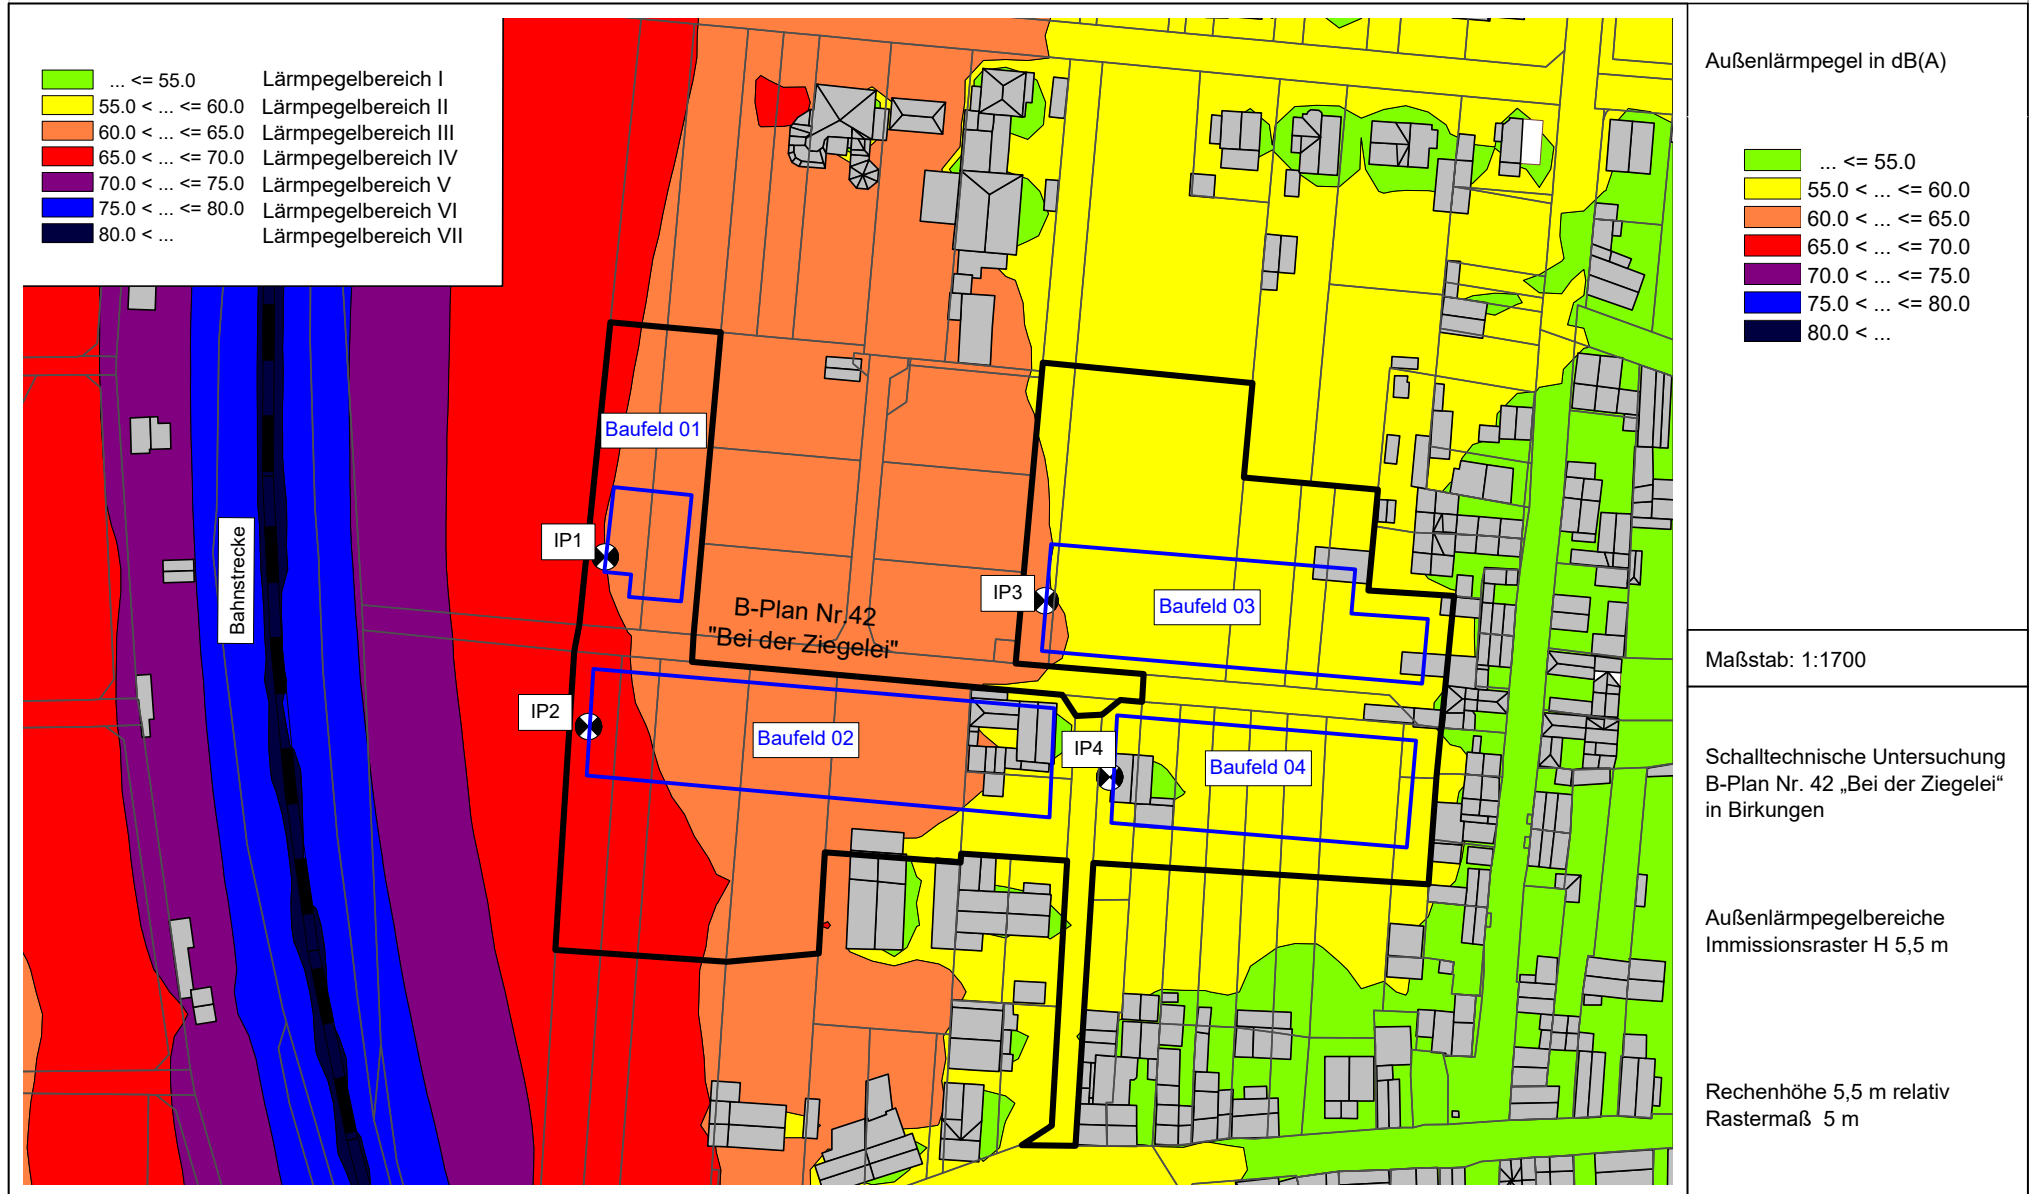 ... <= 55.0 Lärmpegelbereich I
55.0 < ... <= 60.0 Lärmpegelbereich II
60.0 < ... <= 65.0 Lärmpegelbereich III
65.0 < ... <= 70.0 Lärmpegelbereich IV
70.0 < ... <= 75.0 Lärmpegelbereich V
75.0 < ... <= 80.0 Lärmpegelbereich VI
80.0 < ... Lärmpegelbereich VII
Baufeld 01
IP1
Bahnstrecke
IP3
Baufeld 03
B-Plan Nr.42
"Bei der Ziegelei"
IP2
Baufeld 02
IP4
Baufeld 04
Außenlärmpegel in dB(A)
... <= 55.0
55.0 < ... <= 60.0
60.0 < ... <= 65.0
65.0 < ... <= 70.0
70.0 < ... <= 75.0
75.0 < ... <= 80.0
80.0 < ...
Maßstab: 1:1700
Schalltechnische Untersuchung
B-Plan Nr. 42 „Bei der Ziegelei“
in Birkungen
Außenlärmpegelbereiche
Immissionsraster H 5,5 m
Rechenhöhe 5,5 m relativ
Rastermaß 5 m